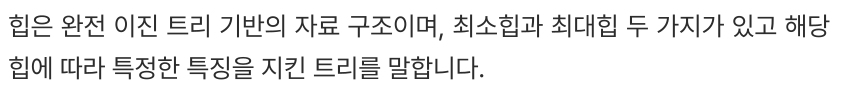 힙은 완전 이진 트리 기반의 자료 구조이며, 최소힙과 최대힙 두 가지가 있고 해당
힙에 따라 특정한 특징을 지킨 트리를 말합니다.